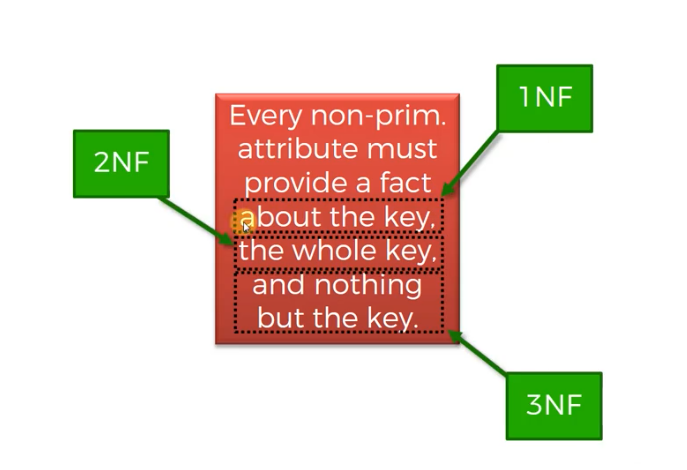 1NF
2NF
Every non-prim.
attribute must
provide a fact
about the key,
the whole key,
and nothing
but the key.
3NF